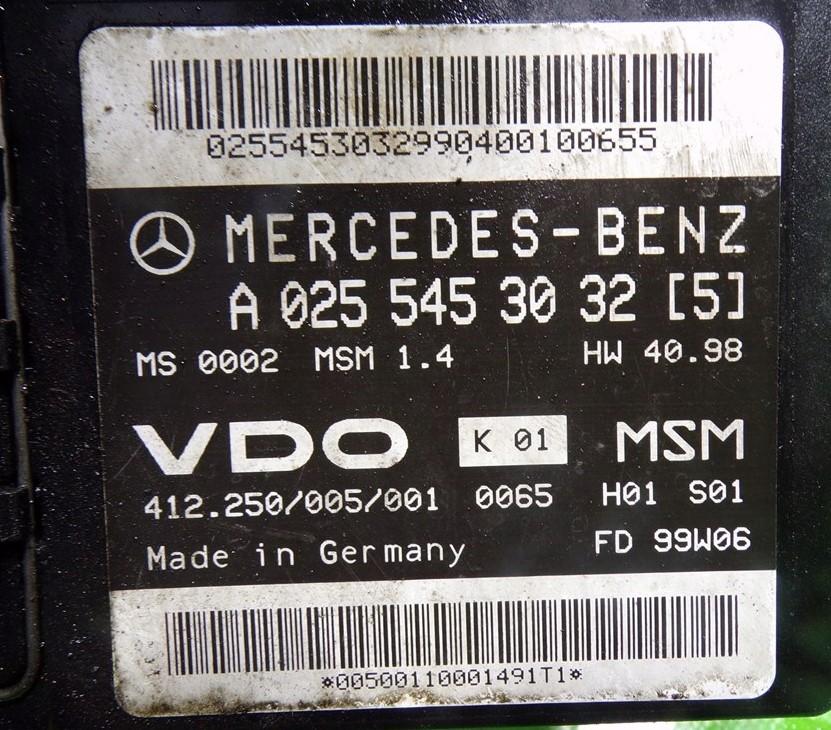 0255453032990400100655
MERCEDES-BENZ
A 025 545 30 32 [5]
MS 0002 MSM 1.4 HW 40.98
VDO K 01 MSM
412.250/005/001 0065 H01 S01
Made in Germany FD 99W06
*00500110001491T1*